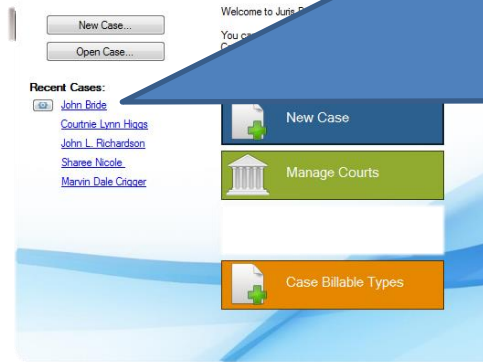 New Case...
Open Case...
Recent Cases:
John Bride
Courtnie Lynn Higgs
John L. Richardson
Sharee Nicole
Marvin Dale Crigger
Welcome to Juris
You
New Case
Manage Courts
Case Billable Types